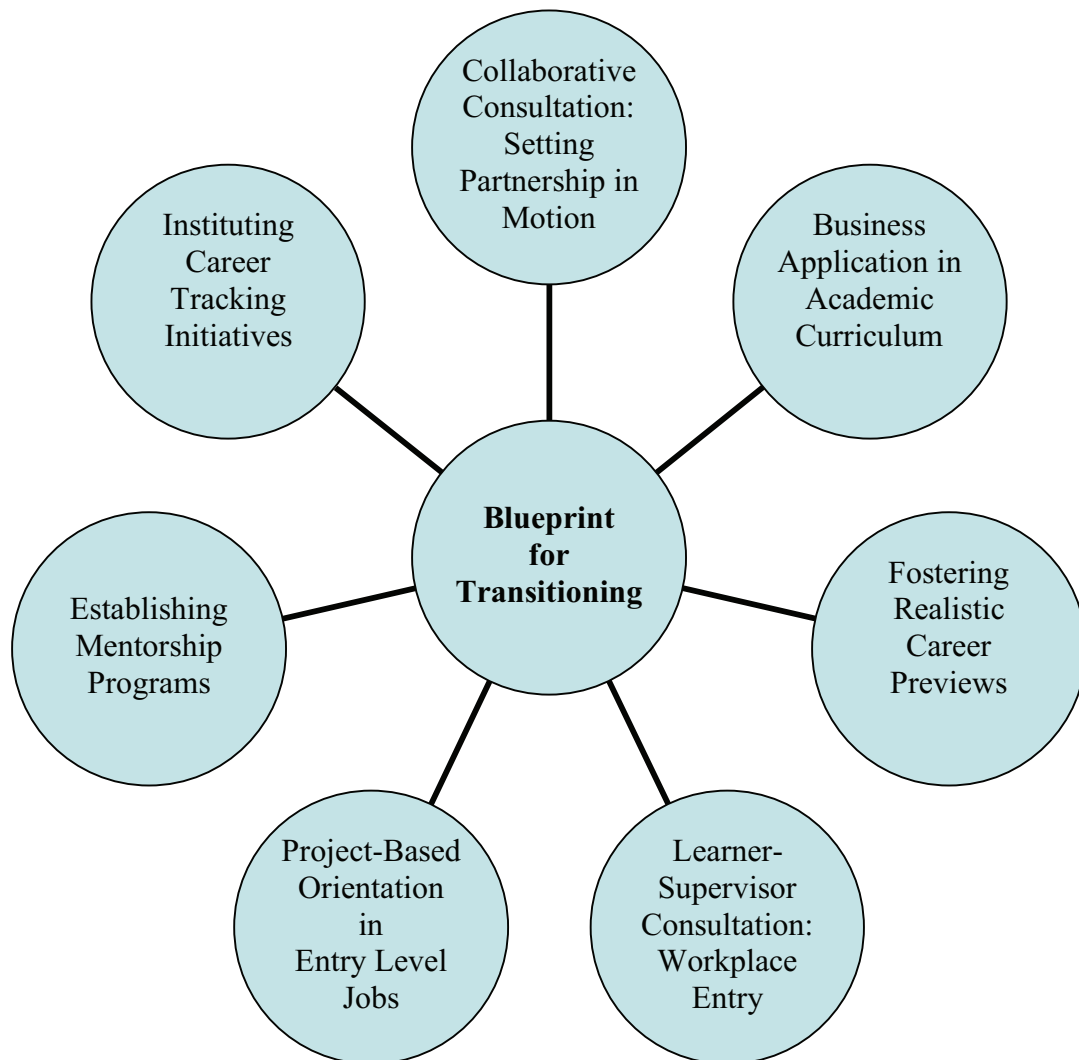 Collaborative
Consultation:
Setting
Partnership in
Motion
Business
Application in
Academic
Curriculum
Fostering
Realistic
Career
Previews
Learner-
Supervisor
Consultation:
Workplace
Entry
Project-Based
Orientation
in
Entry Level
Jobs
Establishing
Mentorship
Programs
Instituting
Career
Tracking
Initiatives
Blueprint
for
Transitioning